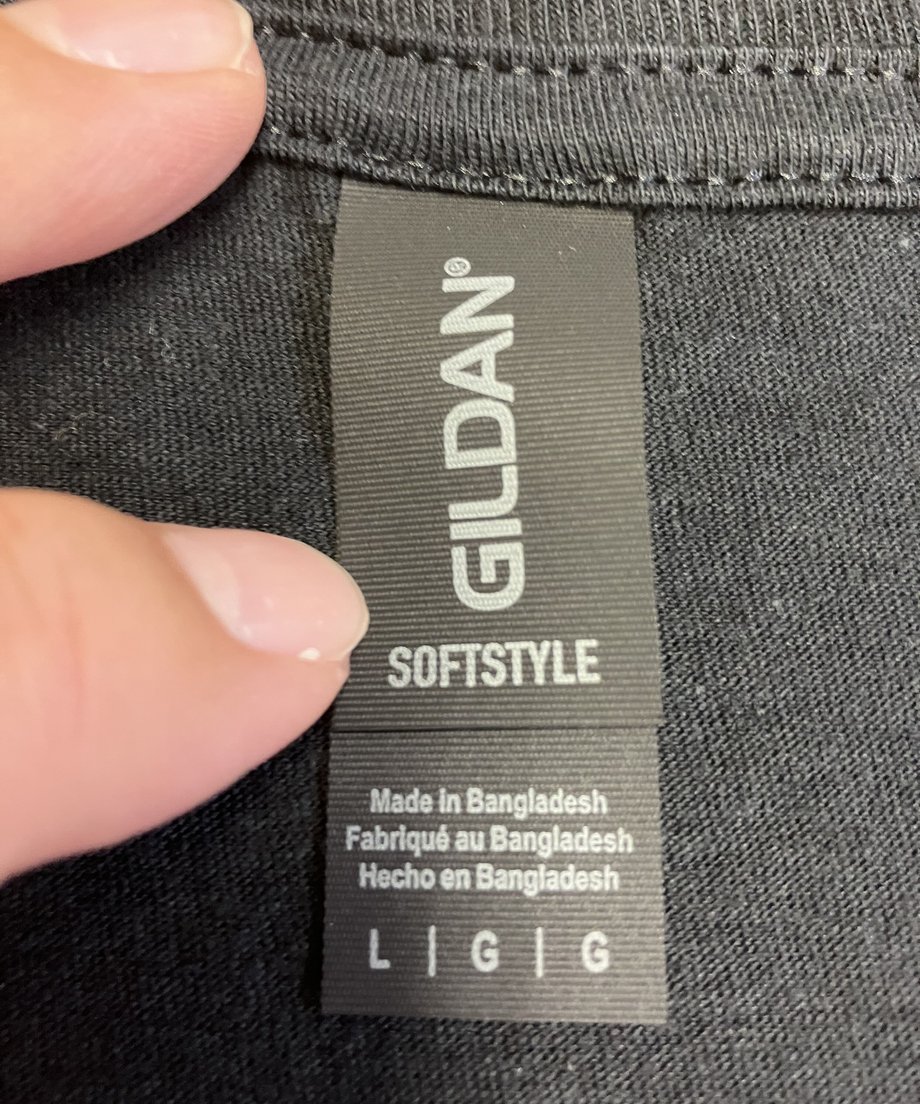 GILDAN®
SOFTSTYLE
Made in Bangladesh
Fabriqué au Bangladesh
Hecho en Bangladesh
L | G | G